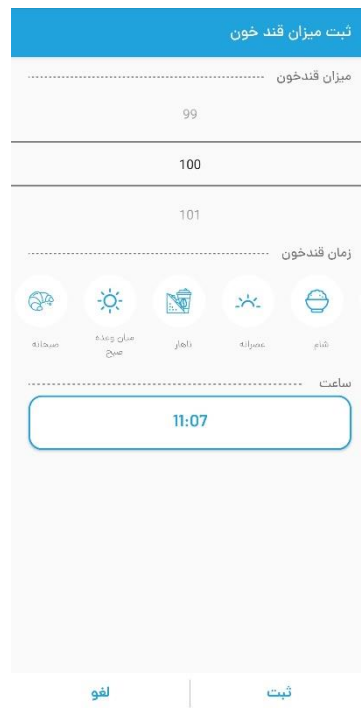 ثبت میزان قند خون
میزان قندخون
99
100
101
زمان قندخون
شام
عصرانه
ناهار
میان وعده
صبح
صبحانه
ساعت
11:07
ثبت
لغو